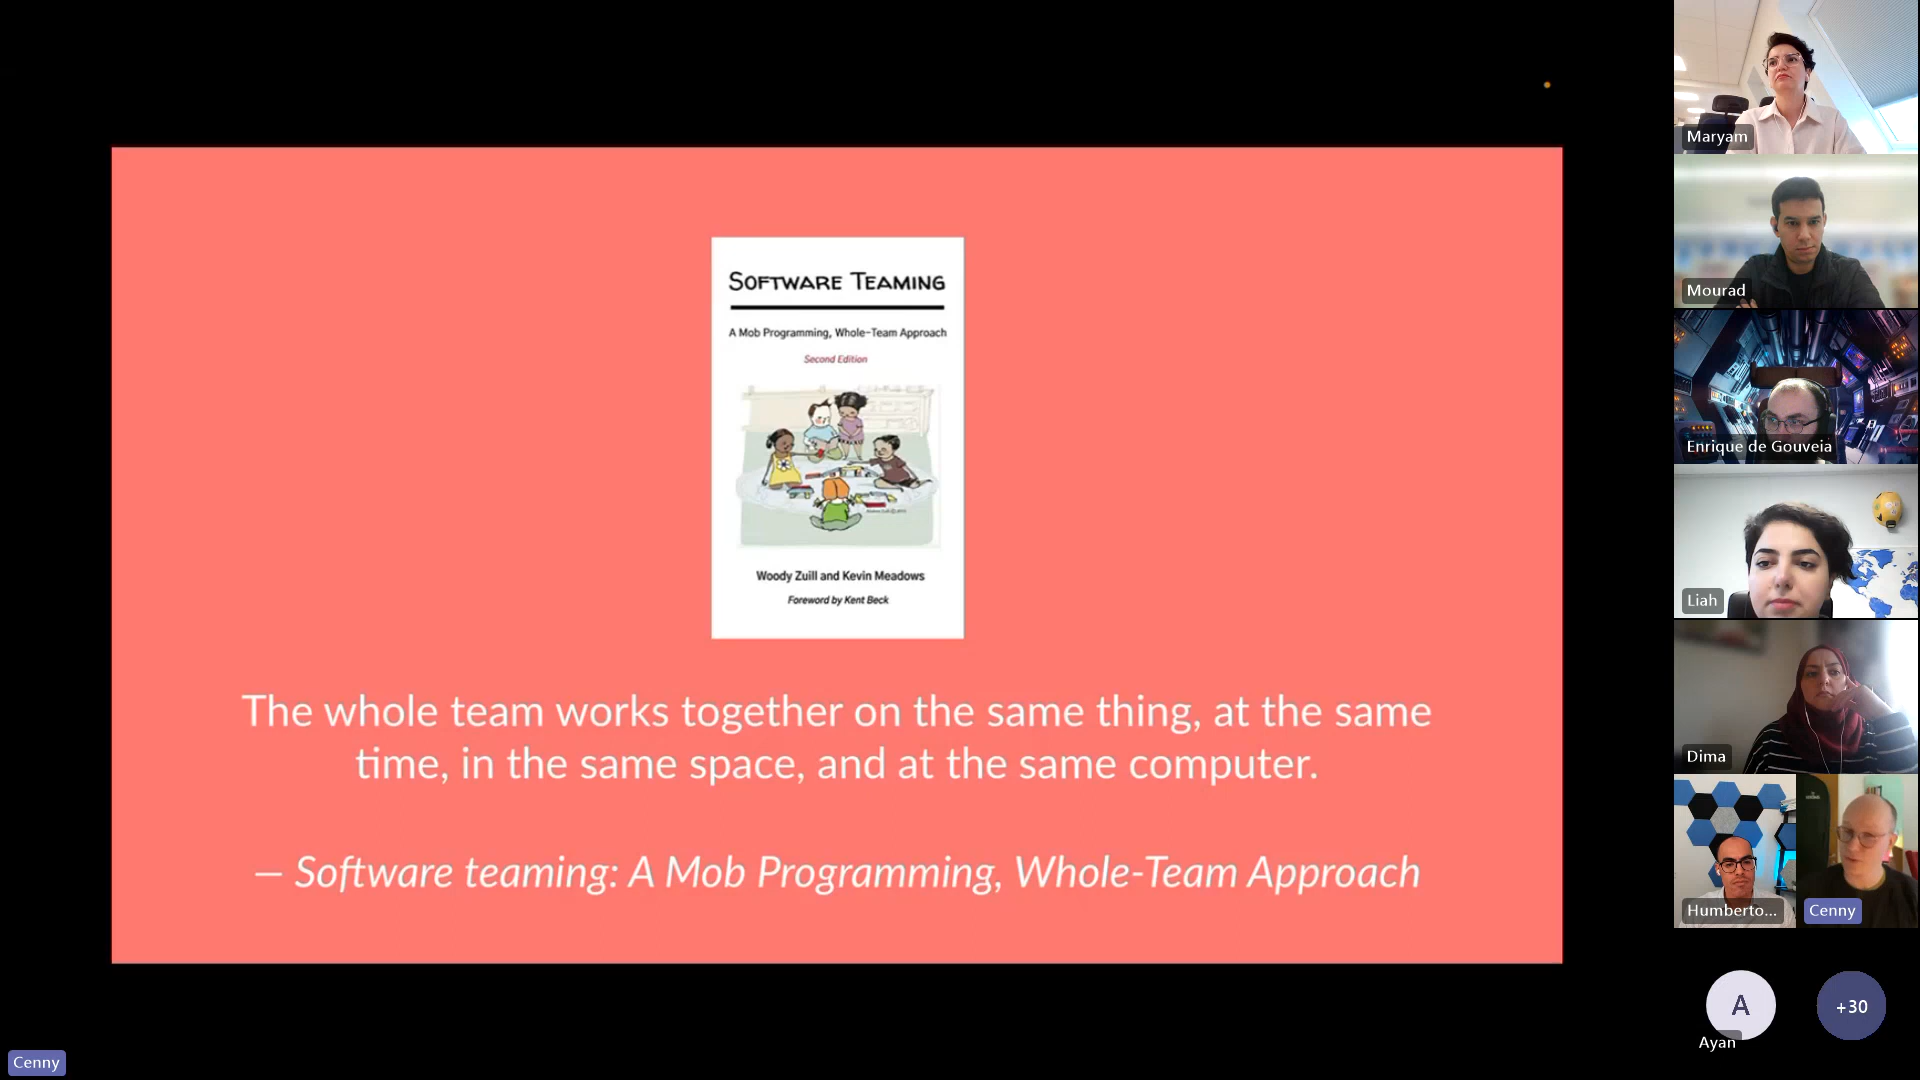 SOFTWARE TEAMING
A Mob Programming, Whole-Team Approach
Second Edition
Woody Zuill and Kevin Meadows
Foreword by Kent Beck
The whole team works together on the same thing, at the same
time, in the same space, and at the same computer.
– Software teaming: A Mob Programming, Whole-Team Approach
Maryam
Mourad
Enrique de Gouveia
Liah
Dima
Humberto...
Cenny
A
Ayan
+30
Cenny